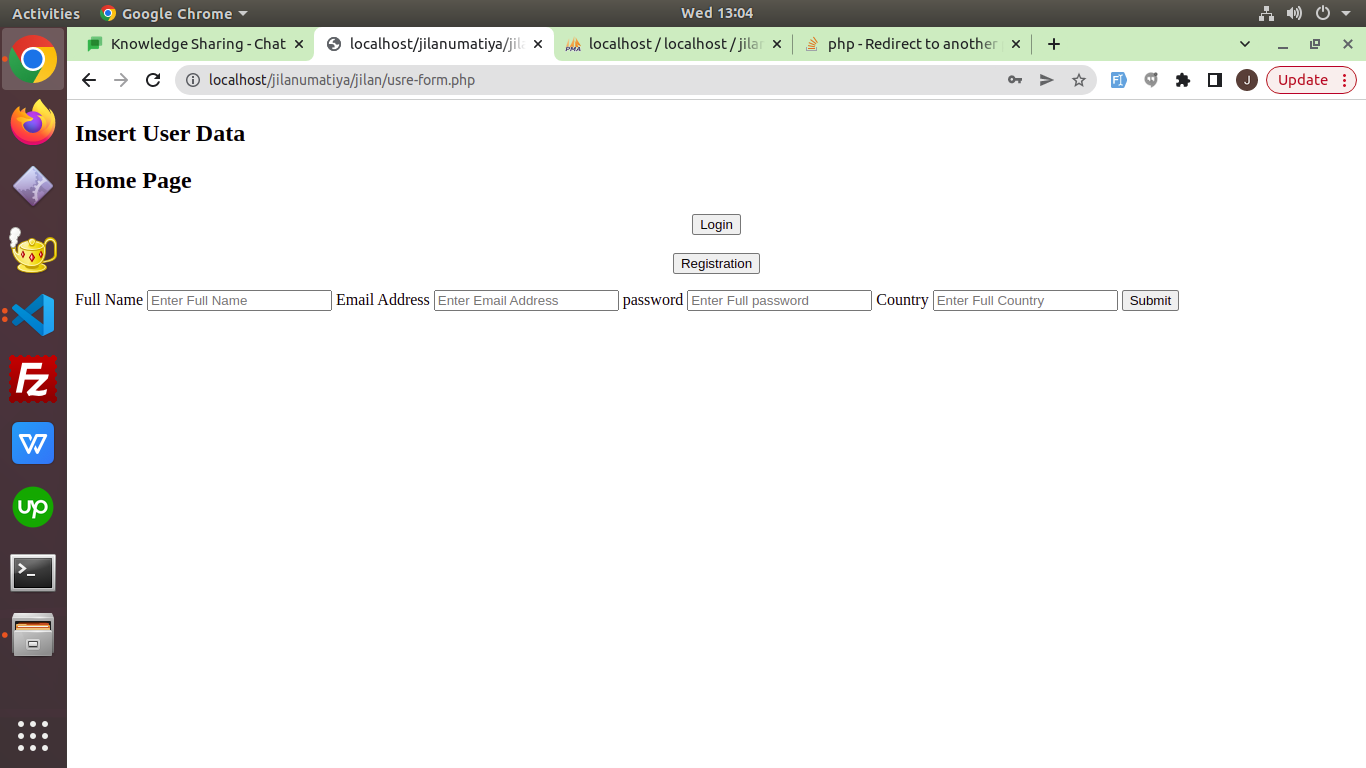 Activities Google Chrome Wed 13:04
Knowledge Sharing - Chat localhost/jilanumatiya/jila localhost / localhost / jilan php - Redirect to another
localhost/jilanumatiya/jilan/usre-form.php J Update
Insert User Data
Home Page
Login
Registration
Full Name Enter Full Name Email Address Enter Email Address password Enter Full password Country Enter Full Country Submit